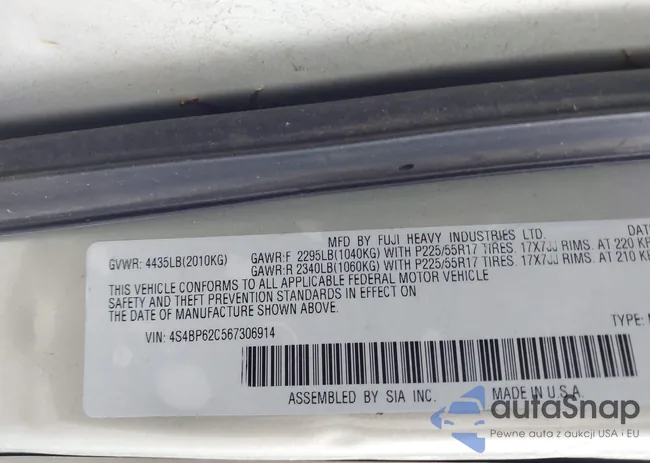 MFD BY FUJI HEAVY INDUSTRIES LTD. DAT
GVWR: 4435LB(2010KG) GAWR:F 2295LB(1040KG) WITH P225/55R17 TIRES. 17X7JJ RIMS. AT 220 KP
GAWR:R 2340LB(1060KG) WITH P225/55R17 TIRES. 17X7JJ RIMS. AT 210 KP
THIS VEHICLE CONFORMS TO ALL APPLICABLE FEDERAL MOTOR VEHICLE
SAFETY AND THEFT PREVENTION STANDARDS IN EFFECT ON
THE DATE OF MANUFACTURE SHOWN ABOVE.
VIN: 4S4BP62C567306914
TYPE:
ASSEMBLED BY SIA INC. MADE IN U.S.A.
autoSnap
Pewne auta z aukcji USA i EU